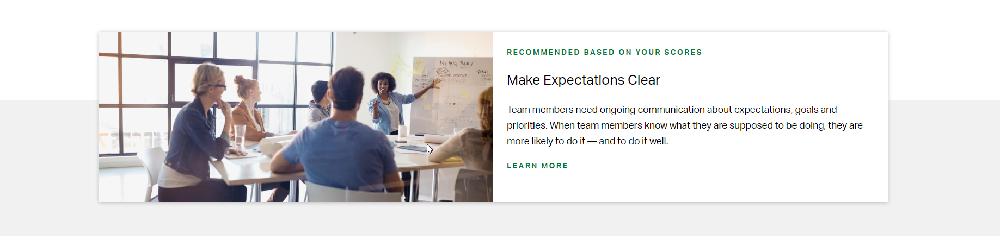 MEETING TODAY
RECOMMENDED BASED ON YOUR SCORES
Make Expectations Clear
Team members need ongoing communication about expectations, goals and
priorities. When team members know what they are supposed to be doing, they are
more likely to do it — and to do it well.
LEARN MORE